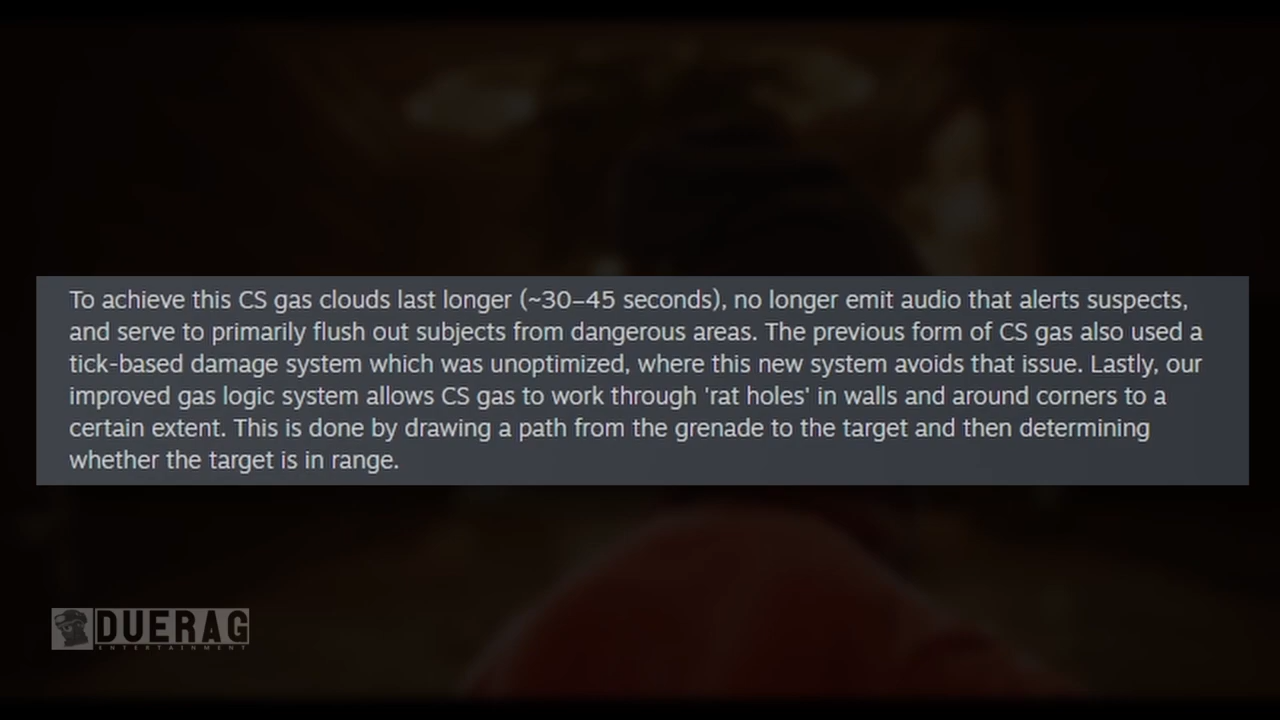 To achieve this CS gas clouds last longer (~30–45 seconds), no longer emit audio that alerts suspects,
and serve to primarily flush out subjects from dangerous areas. The previous form of CS gas also used a
tick-based damage system which was unoptimized, where this new system avoids that issue. Lastly, our
improved gas logic system allows CS gas to work through 'rat holes' in walls and around corners to a
certain extent. This is done by drawing a path from the grenade to the target and then determining
whether the target is in range.
DUERAG
ENTERTAINMENT